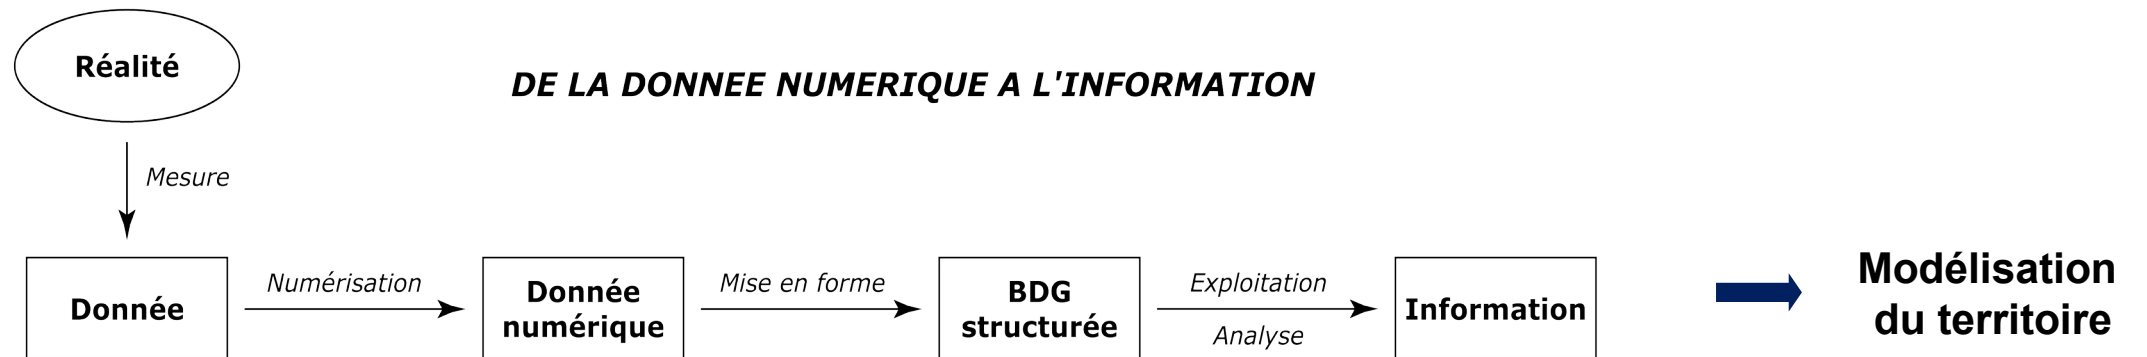 Réalité
DE LA DONNEE NUMERIQUE A L'INFORMATION
Mesure
Donnée
Numérisation
Donnée
numérique
Mise en forme
BDG
structurée
Exploitation
Analyse
Information
Modélisation
du territoire